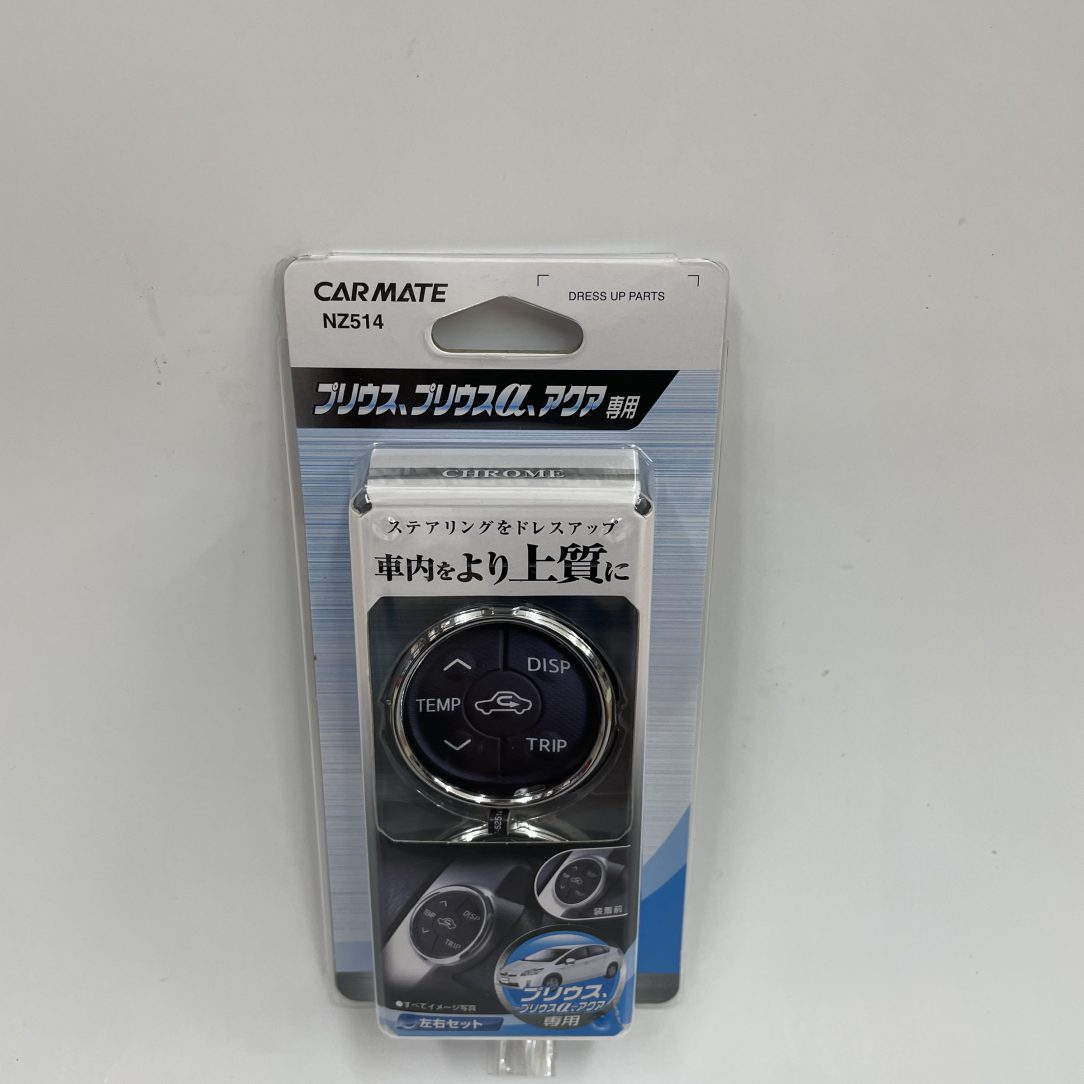 CARMATE
DRESS UP PARTS
NZ514
プリウス、プリウスα、アクア専用
CHROME
ステアリングをドレスアップ
車内をより上質に
DISP
TEMP
TRIP
DISP
TEMP
TRIP
装着前
プリウス、
プリウスα、アクア
専用
●すべてイメージ写真
左右セット